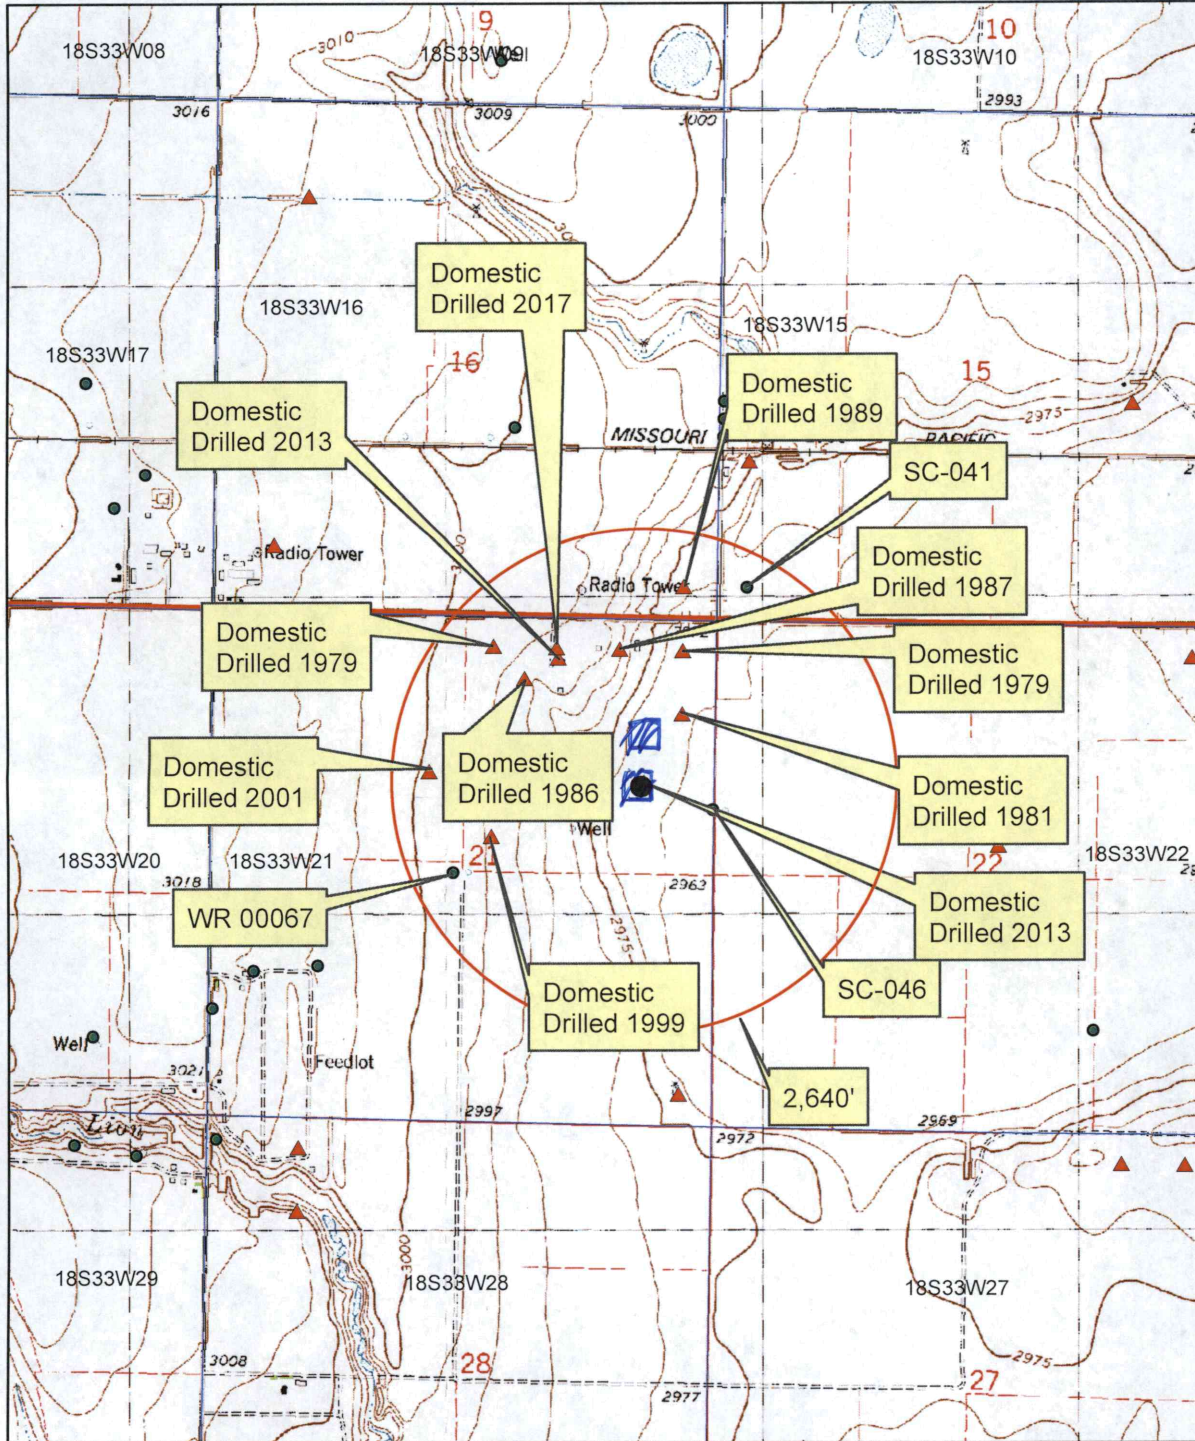 9
10
18S33W08
18S33W09
18S33W10
3010
3016
3009
3000
2993
Domestic
Drilled 2017
18S33W16
18S33W15
18S33W17
16
15
Domestic
Drilled 2013
Domestic
Drilled 1989
2975
MISSOURI
PACIFIC
SC-041
Radio Tower
Domestic
Drilled 1987
Radio Tower
Domestic
Drilled 1979
Domestic
Drilled 1979
Domestic
Drilled 2001
Domestic
Drilled 1986
Domestic
Drilled 1981
Well
18S33W20
18S33W21
21
22
18S33W22
3018
2963
WR 00067
Domestic
Drilled 2013
2975
Domestic
Drilled 1999
SC-046
Well
Feedlot
3021
2,640'
2997
2972
2969
Lion
3000
18S33W29
18S33W28
18S33W27
3008
28
2977
2975
27